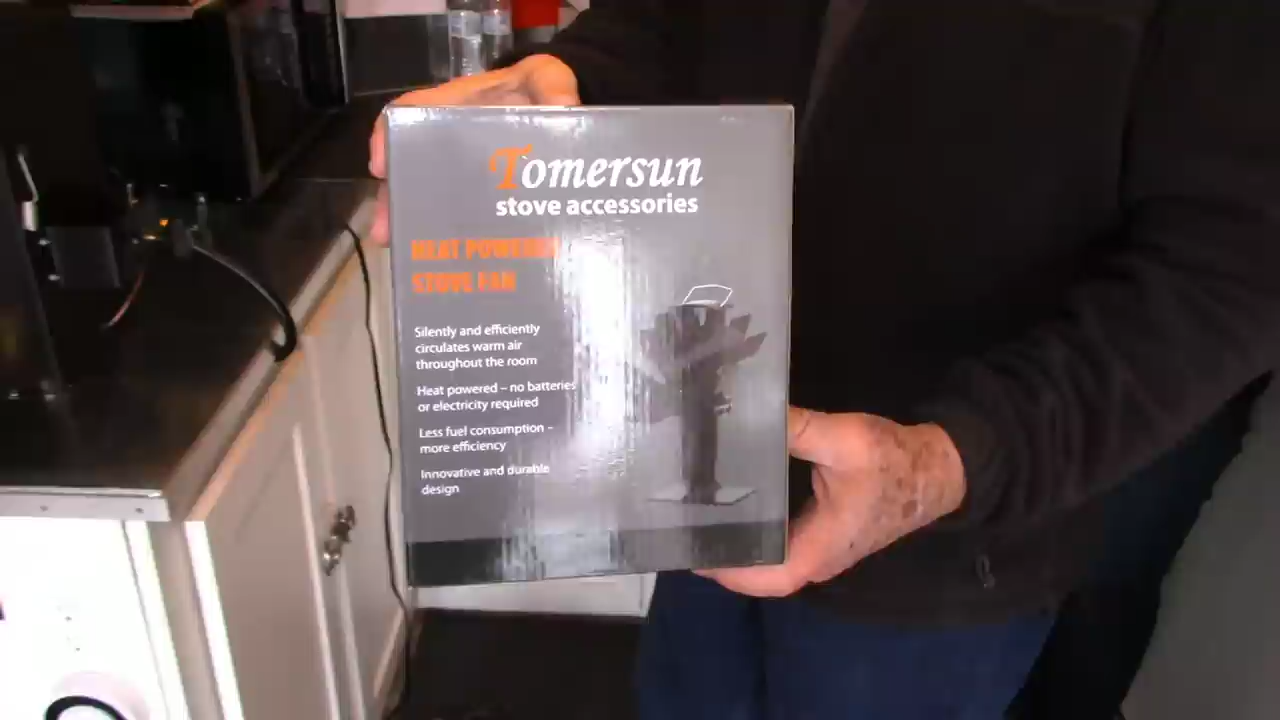 Tomersun
stove accessories
HEAT POWERED
STOVE FAN
Silently and efficiently
circulates warm air
throughout the room
Heat powered – no batteries
or electricity required
Less fuel consumption –
more efficiency
Innovative and durable
design